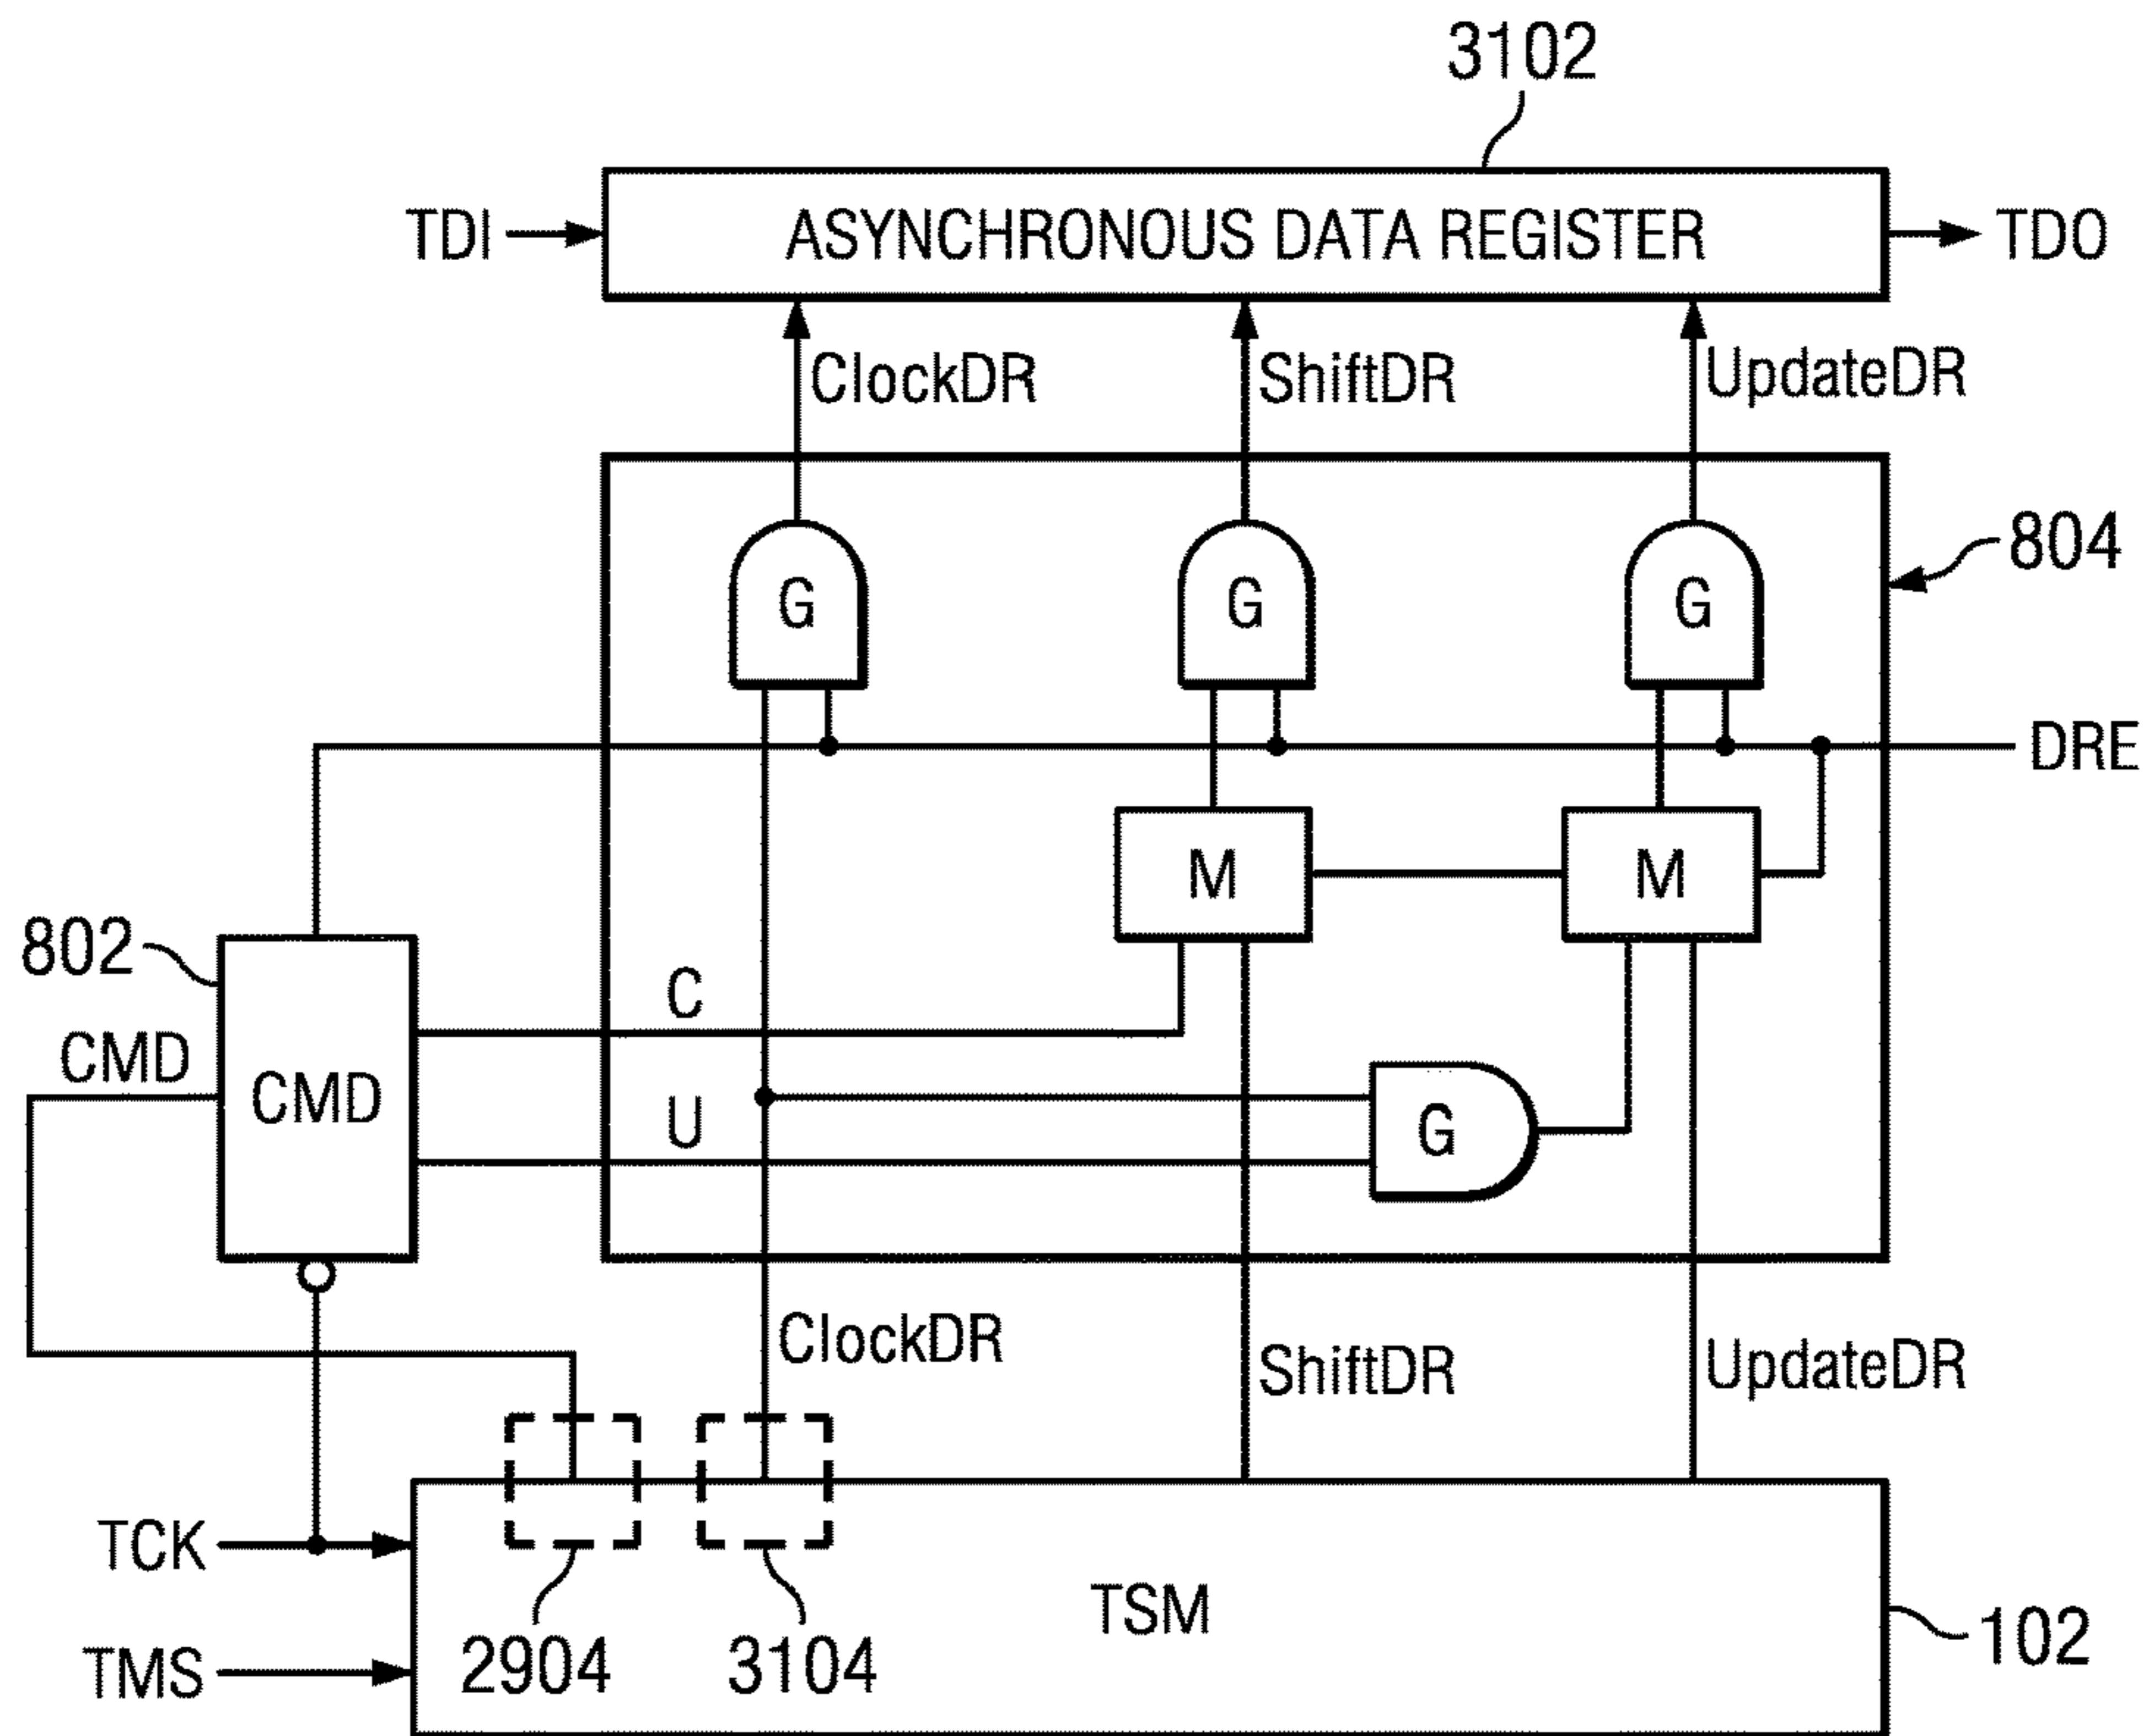 3102
TDI
ASYNCHRONOUS DATA REGISTER
TDO
ClockDR
ShiftDR
UpdateDR
804
G
G
G
DRE
M
M
802
C
CMD
CMD
U
G
ClockDR
ShiftDR
UpdateDR
TCK
TSM
102
TMS
2904
3104